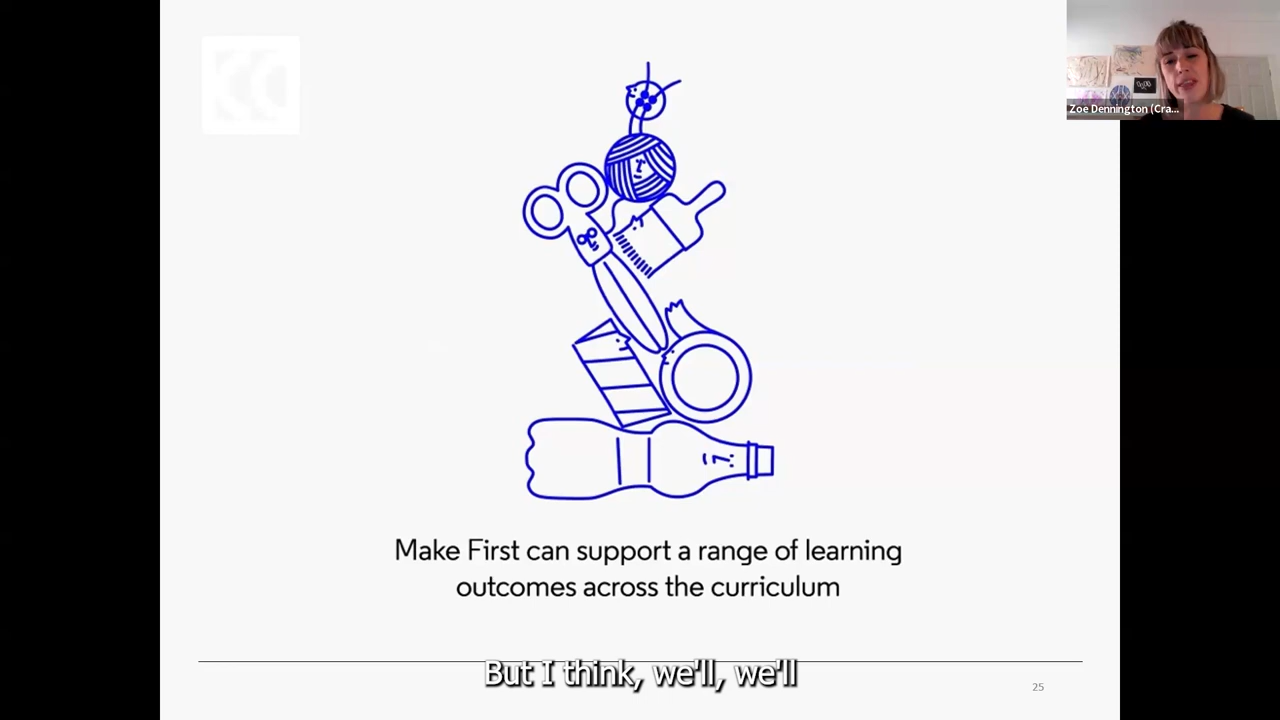 Zoe Dennington (Cra...
Make First can support a range of learning
outcomes across the curriculum
But I think, we'll, we'll
25